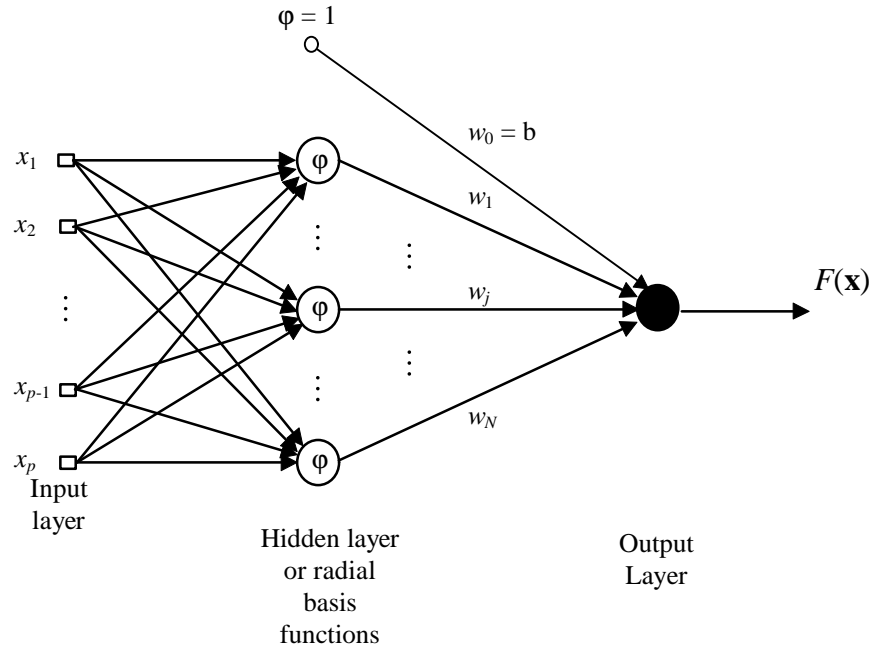 φ = 1
w0 = b
x1
φ
w1
x2
⋮
⋮
⋮
φ
wj
F(x)
⋮
⋮
xp-1
wN
xp
φ
Input
layer
Hidden layer
or radial
basis
functions
Output
Layer